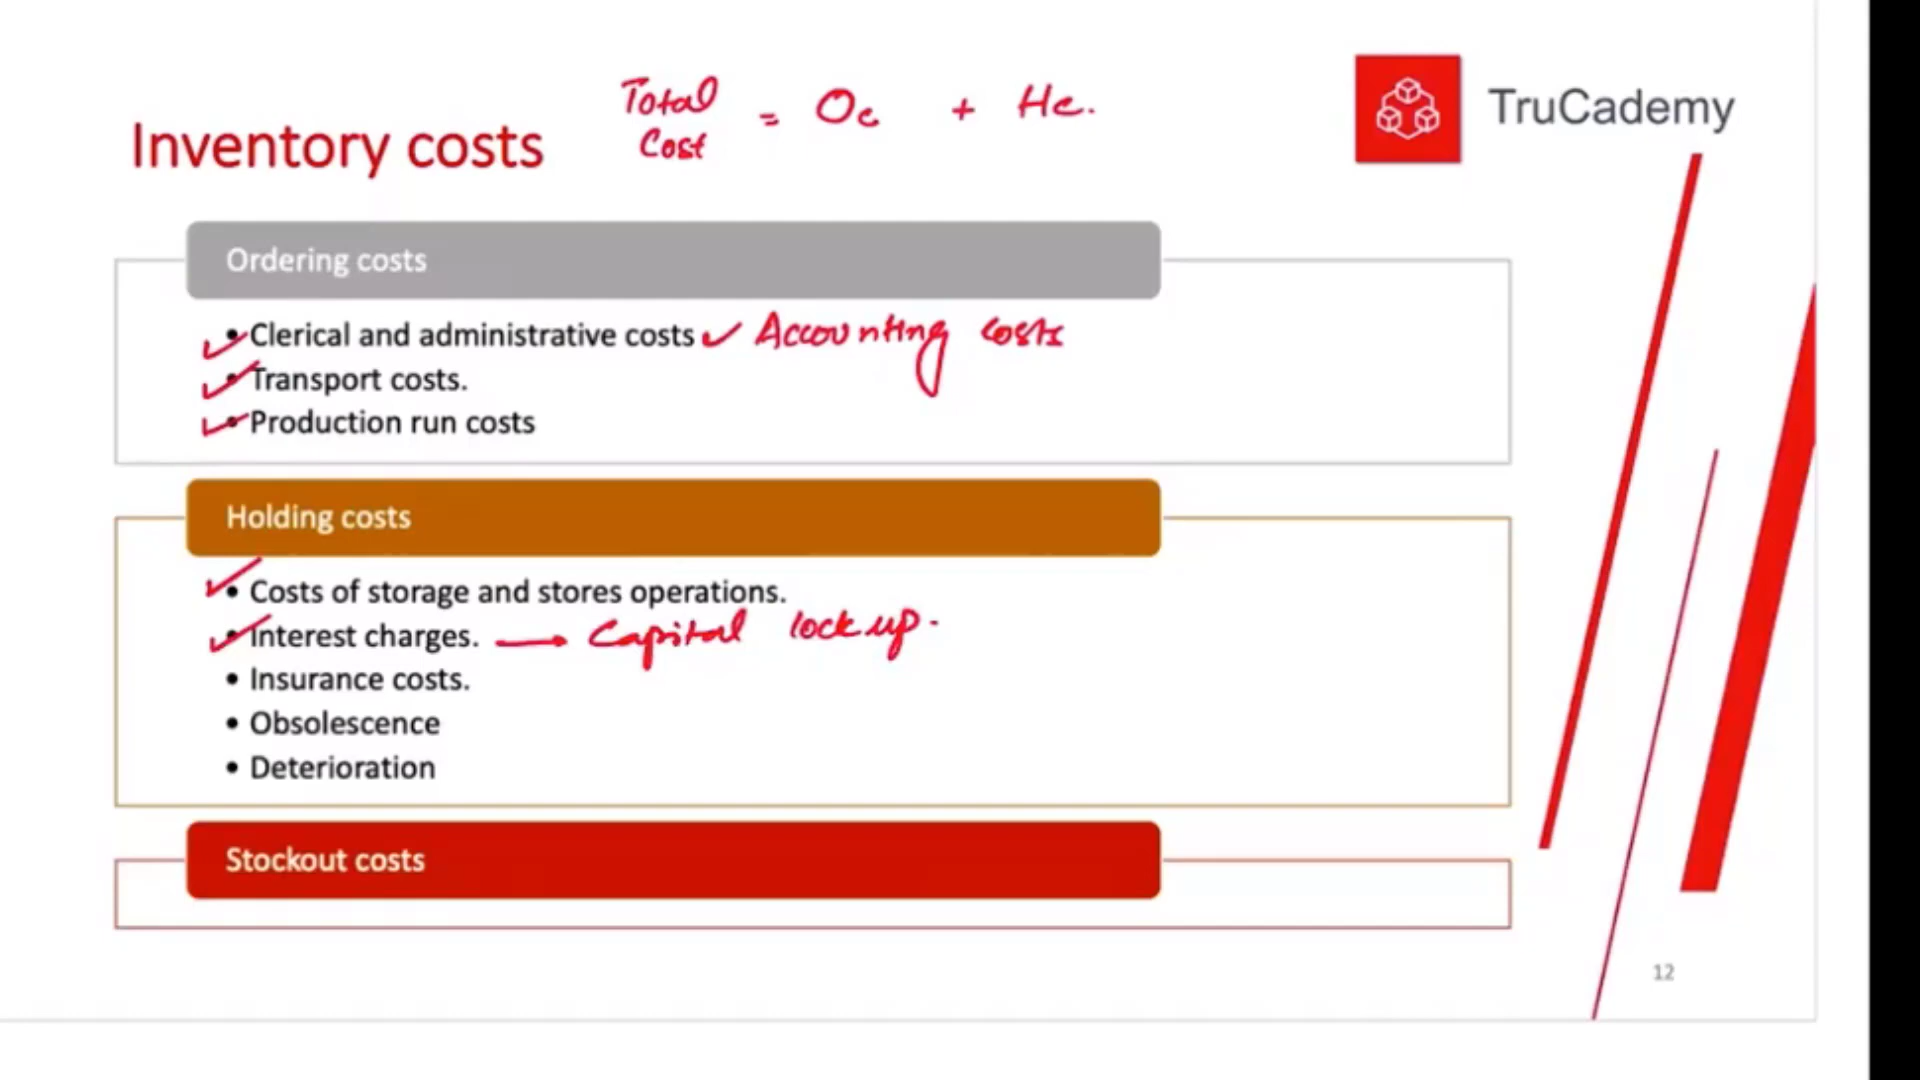 Total
Cost = Oc + Hc.
TruCademy
Inventory costs
Ordering costs
• Clerical and administrative costs ✓ Accounting costs
• Transport costs.
• Production run costs
Holding costs
• Costs of storage and stores operations.
• Interest charges. → Capital lock up.
• Insurance costs.
• Obsolescence
• Deterioration
Stockout costs
12